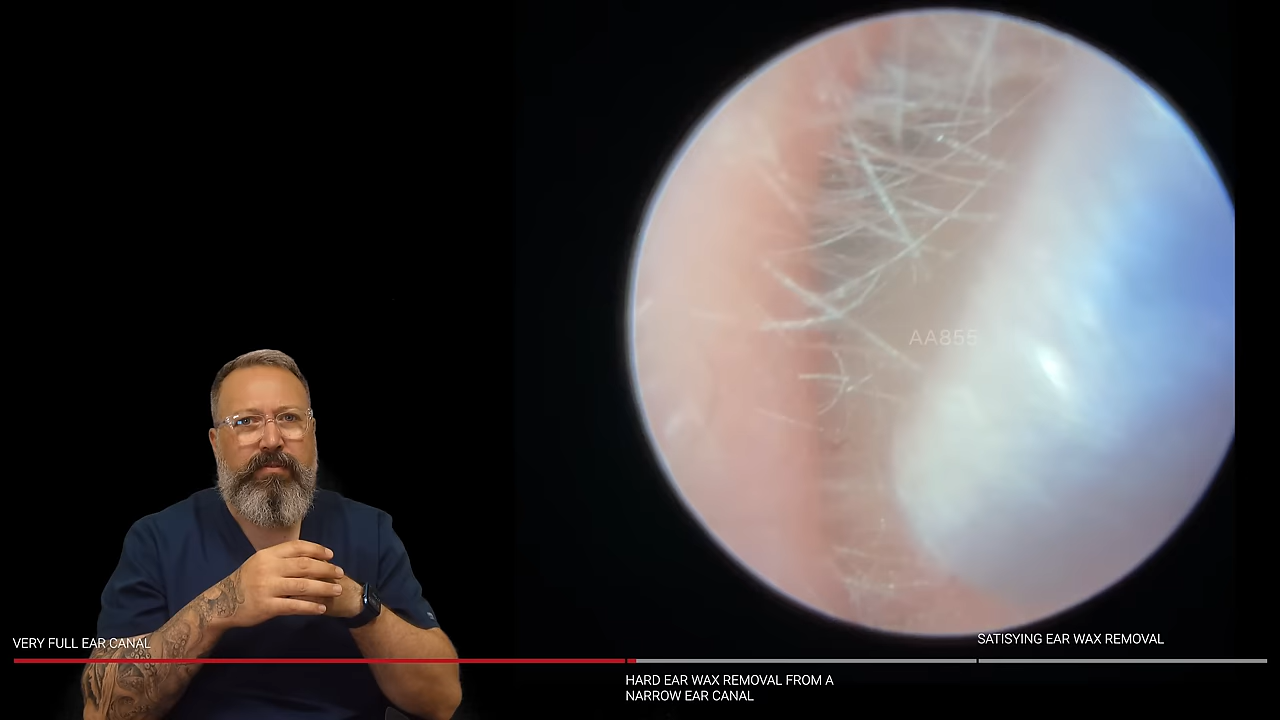 AA855
VERY FULL EAR CANAL
SATISYING EAR WAX REMOVAL
HARD EAR WAX REMOVAL FROM A
NARROW EAR CANAL